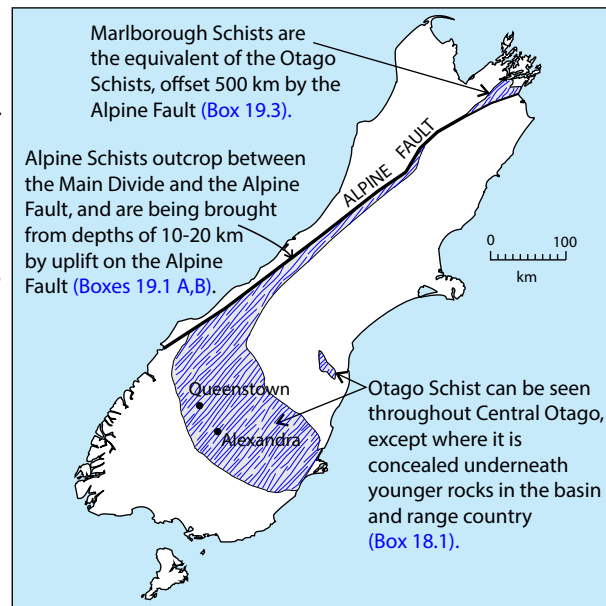 Marlborough Schists are
the equivalent of the Otago
Schists, offset 500 km by the
Alpine Fault (Box 19.3).
ALPINE FAULT
Alpine Schists outcrop between
the Main Divide and the Alpine
Fault, and are being brought
from depths of 10-20 km
by uplift on the Alpine
Fault (Boxes 19.1 A,B).
0 100
km
Queenstown
Alexandra
Otago Schist can be seen
throughout Central Otago,
except where it is
concealed underneath
younger rocks in the basin
and range country
(Box 18.1).